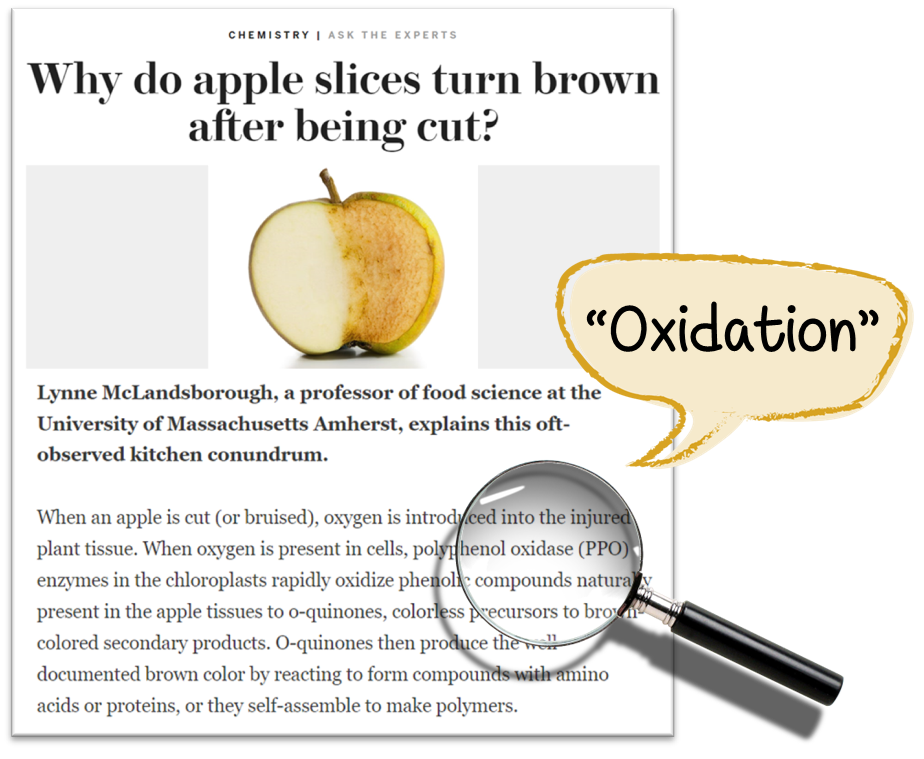 CHEMISTRY | ASK THE EXPERTS
Why do apple slices turn brown
after being cut?
Lynne McLandsborough, a professor of food science at the
University of Massachusetts Amherst, explains this oft-
observed kitchen conundrum.
“Oxidation”
When an apple is cut (or bruised), oxygen is introduced into the injured
plant tissue. When oxygen is present in cells, polyphenol oxidase (PPO)
enzymes in the chloroplasts rapidly oxidize phenolic compounds naturally
present in the apple tissues to o-quinones, colorless precursors to brown-
colored secondary products. O-quinones then produce the well-
documented brown color by reacting to form compounds with amino
acids or proteins, or they self-assemble to make polymers.